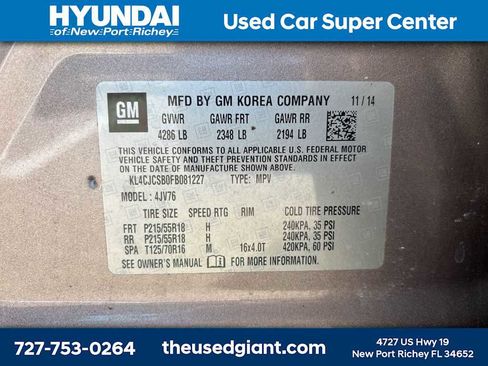 HYUNDAI
of New Port Richey
Used Car Super Center
GM
MFD BY GM KOREA COMPANY 11/14
GVWR GAWR FRT GAWR RR
4286 LB 2348 LB 2194 LB
THIS VEHICLE CONFORMS TO ALL APPLICABLE U.S. FEDERAL MOTOR
VEHICLE SAFETY, BUMPER, AND THEFT PREVENTION STANDARDS IN EFFECT ON THE
DATE OF MANUFACTURE SHOWN ABOVE.
KL4CJCSB0FB081227 TYPE: MPV
MODEL: 4JV76
TIRE SIZE SPEED RTG RIM COLD TIRE PRESSURE
FRT P215/55R18 H 240KPA, 35 PSI
RR P215/55R18 H 240KPA, 35 PSI
SPA T125/70R16 M 16x4.0T 420KPA, 60 PSI
SEE OWNER'S MANUAL FOR MORE INFORMATION.
727-753-0264
theusedgiant.com
4727 US Hwy 19
New Port Richey FL 34652